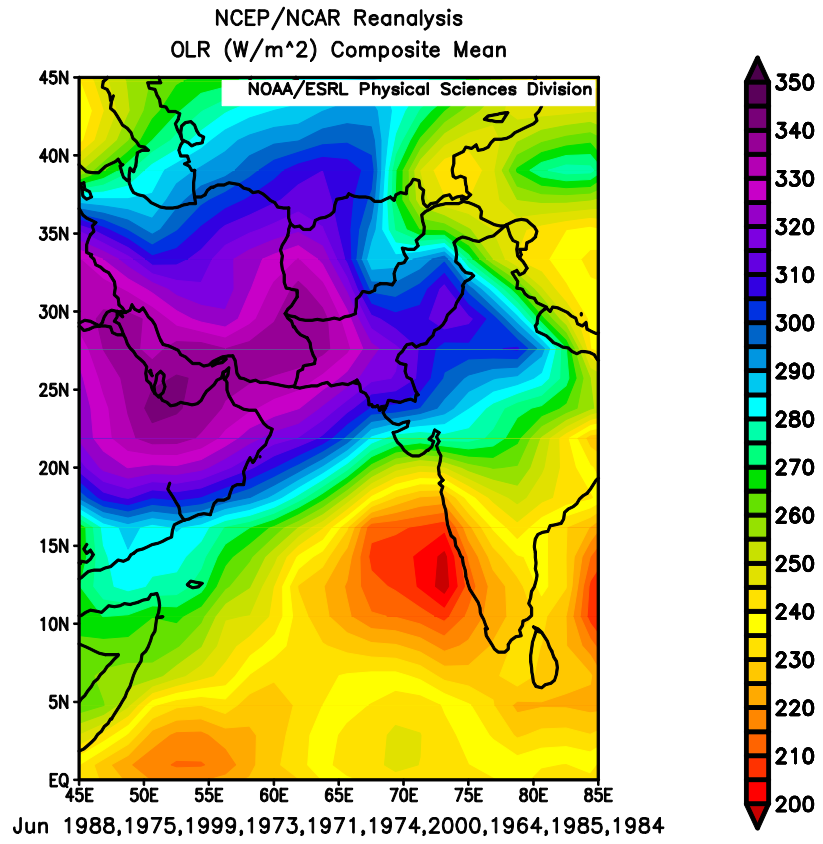 NCEP/NCAR Reanalysis
OLR (W/m^2) Composite Mean
NOAA/ESRL Physical Sciences Division
45N
40N
35N
30N
25N
20N
15N
10N
5N
EQ
45E 50E 55E 60E 65E 70E 75E 80E 85E
350
340
330
320
310
300
290
280
270
260
250
240
230
220
210
200
Jun 1988,1975,1999,1973,1971,1974,2000,1964,1985,1984